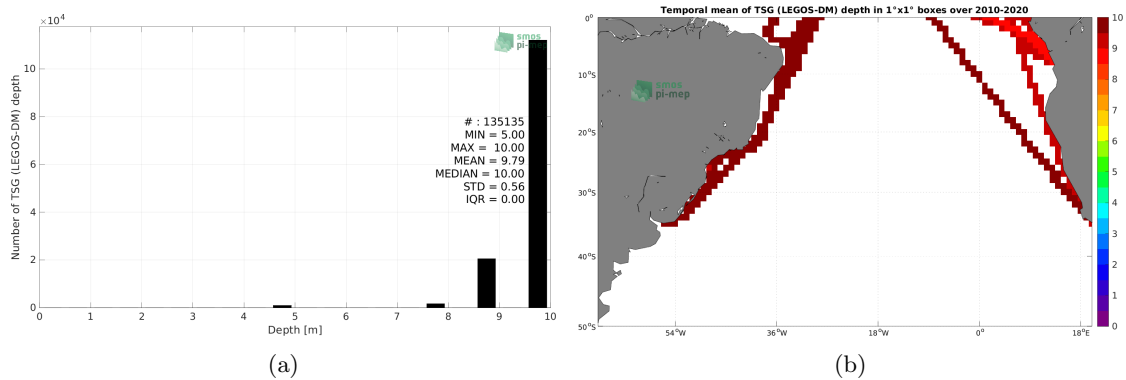 ×10⁴
smos
pi-mep
10
8
6
4
2
0
# : 135135
MIN = 5.00
MAX = 10.00
MEAN = 9.79
MEDIAN = 10.00
STD = 0.56
IQR = 0.00
Number of TSG (LEGOS-DM) depth
0 1 2 3 4 5 6 7 8 9 10
Depth [m]
(a)
Temporal mean of TSG (LEGOS-DM) depth in 1°x1° boxes over 2010-2020
0°
10°S
20°S
30°S
40°S
50°S
smos
pi-mep
54°W 36°W 18°W 0° 18°E
10
9
8
7
6
5
4
3
2
1
0
(b)